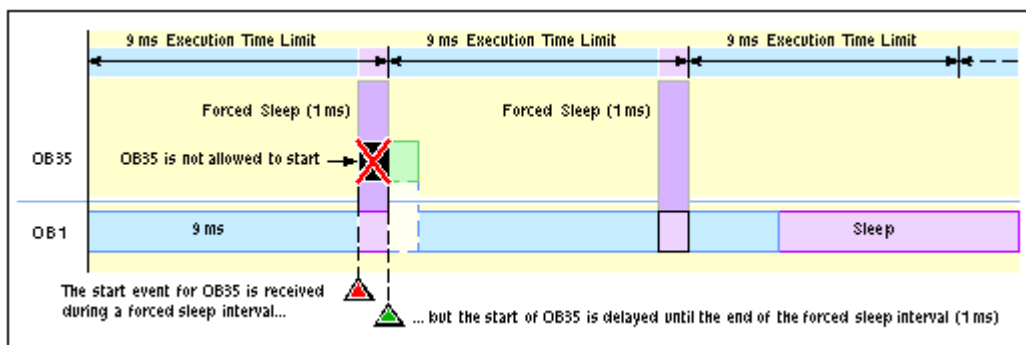 9 ms Execution Time Limit 9 ms Execution Time Limit 9 ms Execution Time Limit
Forced Sleep (1 ms) Forced Sleep (1 ms)
OB35 OB35 is not allowed to start
OB1 9 ms Sleep
The start event for OB35 is received
during a forced sleep interval...
... but the start of OB35 is delayed until the end of the forced sleep interval (1 ms)